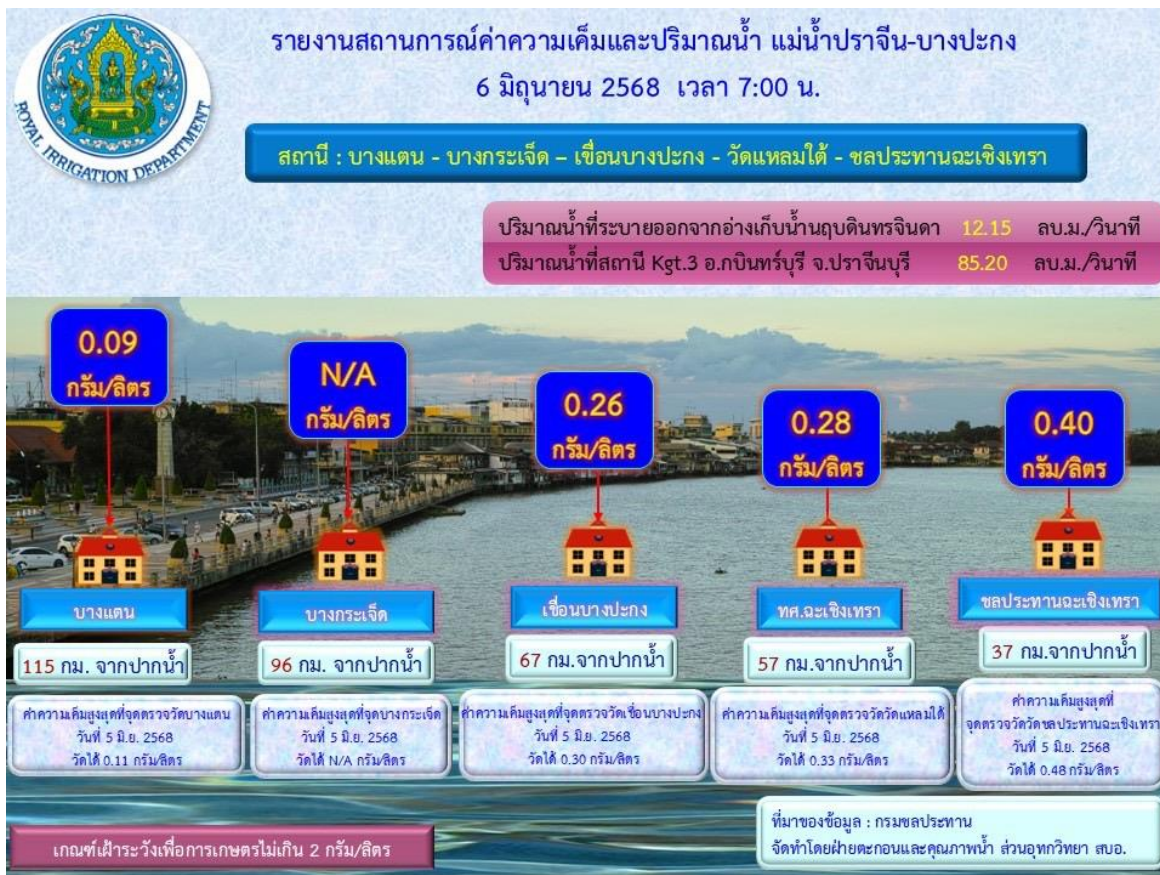 รายงานสถานการณ์ค่าความเค็มและปริมาณน้ำ แม่น้ำปราจีน-บางปะกง
6 มิถุนายน 2568 เวลา 7:00 น.
ROYAL IRRIGATION DEPARTMENT
สถานี : บางแตน - บางกระเจ็ด – เขื่อนบางปะกง - วัดแหลมใต้ - ชลประทานฉะเชิงเทรา
ปริมาณน้ำที่ระบายออกจากอ่างเก็บน้ำนฤบดินทรจินดา 12.15 ลบ.ม./วินาที
ปริมาณน้ำที่สถานี Kgt.3 อ.กบินทร์บุรี จ.ปราจีนบุรี 85.20 ลบ.ม./วินาที
0.09
กรัม/ลิตร
บางแตน
115 กม. จากปากน้ำ
ค่าความเค็มสูงสุดที่จุดตรวจวัดบางแตน
วันที่ 5 มิ.ย. 2568
วัดได้ 0.11 กรัม/ลิตร
N/A
กรัม/ลิตร
บางกระเจ็ด
96 กม. จากปากน้ำ
ค่าความเค็มสูงสุดที่จุดบางกระเจ็ด
วันที่ 5 มิ.ย. 2568
วัดได้ N/A กรัม/ลิตร
0.26
กรัม/ลิตร
เขื่อนบางปะกง
67 กม.จากปากน้ำ
ค่าความเค็มสูงสุดที่จุดตรวจวัดเขื่อนบางปะกง
วันที่ 5 มิ.ย. 2568
วัดได้ 0.30 กรัม/ลิตร
0.28
กรัม/ลิตร
ทศ.ฉะเชิงเทรา
57 กม.จากปากน้ำ
ค่าความเค็มสูงสุดที่จุดตรวจวัดวัดแหลมใต้
วันที่ 5 มิ.ย. 2568
วัดได้ 0.33 กรัม/ลิตร
0.40
กรัม/ลิตร
ชลประทานฉะเชิงเทรา
37 กม.จากปากน้ำ
ค่าความเค็มสูงสุดที่
จุดตรวจวัดวัดชลประทานฉะเชิงเทรา
วันที่ 5 มิ.ย. 2568
วัดได้ 0.48 กรัม/ลิตร
เกณฑ์เฝ้าระวังเพื่อการเกษตรไม่เกิน 2 กรัม/ลิตร
ที่มาของข้อมูล : กรมชลประทาน
จัดทำโดยฝ่ายตะกอนและคุณภาพน้ำ ส่วนอุทกวิทยา สบอ.